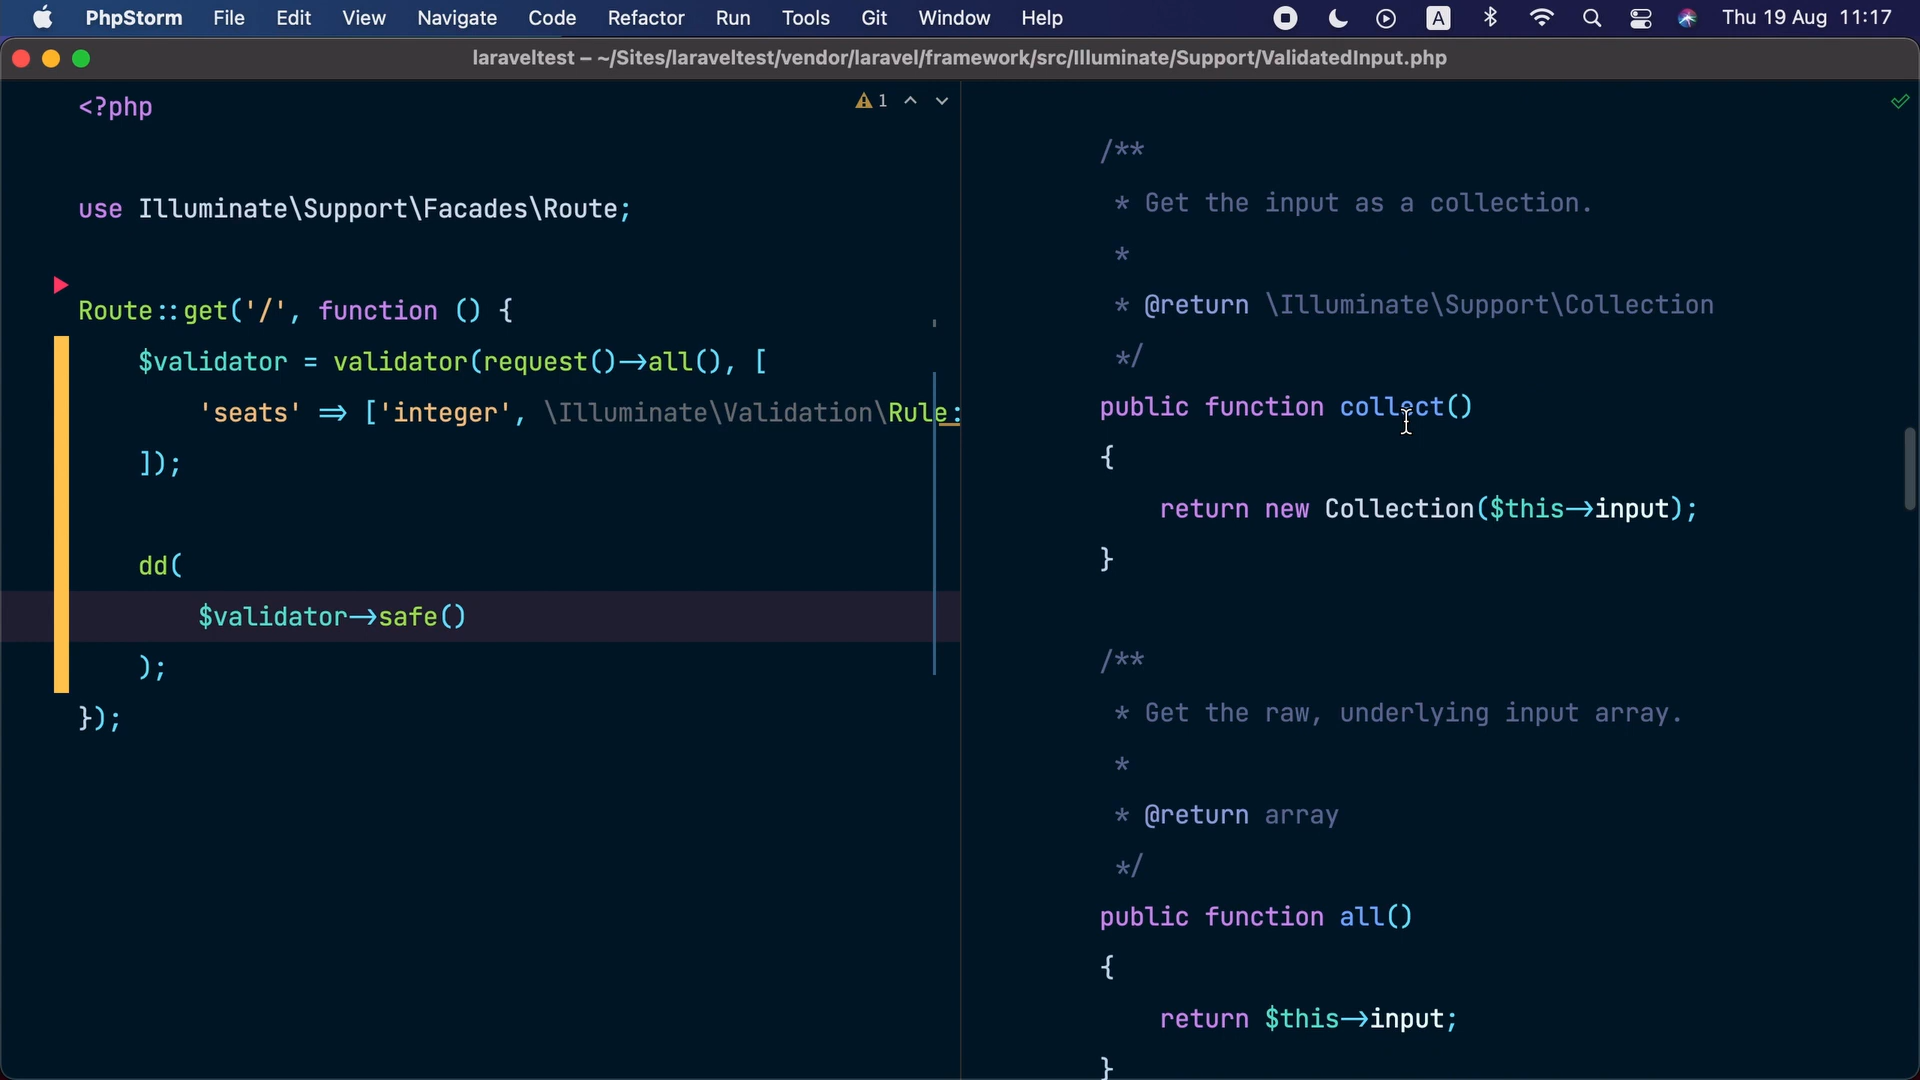 PhpStorm File Edit View Navigate Code Refactor Run Tools Git Window Help A Thu 19 Aug 11:17
laraveltest – ~/Sites/laraveltest/vendor/laravel/framework/src/Illuminate/Support/ValidatedInput.php
<?php
1
use Illuminate\Support\Facades\Route;
Route::get('/', function () {
$validator = validator(request()->all(), [
'seats' => ['integer', \Illuminate\Validation\Rule:
]);
dd(
$validator->safe()
);
});
/**
* Get the input as a collection.
*
* @return \Illuminate\Support\Collection
*/
public function collect()
{
return new Collection($this->input);
}
/**
* Get the raw, underlying input array.
*
* @return array
*/
public function all()
{
return $this->input;
}